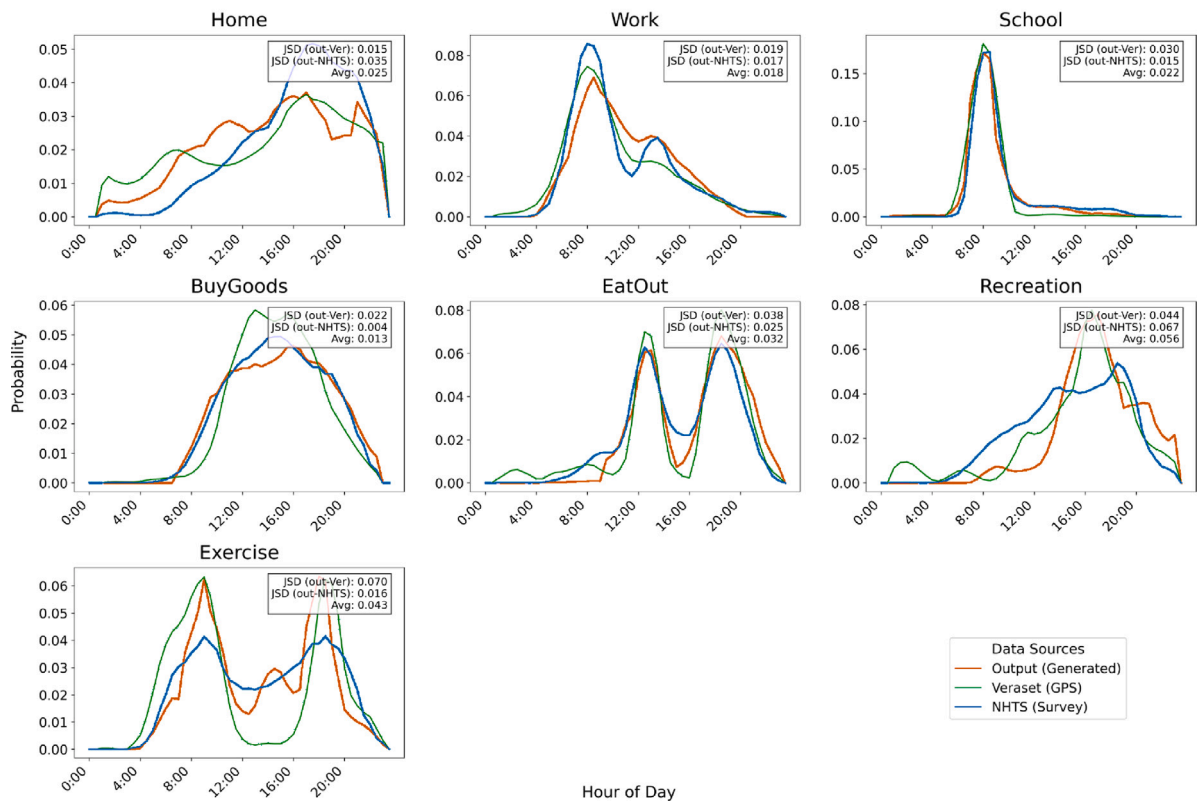 Home
JSD (out-Ver): 0.015
JSD (out-NHTS): 0.035
Avg: 0.025
0.05
0.04
0.03
0.02
0.01
0.00
0:00
4:00
8:00
12:00
16:00
20:00
Work
JSD (out-Ver): 0.019
JSD (out-NHTS): 0.017
Avg: 0.018
0.08
0.06
0.04
0.02
0.00
0:00
4:00
8:00
12:00
16:00
20:00
School
JSD (out-Ver): 0.030
JSD (out-NHTS): 0.015
Avg: 0.022
0.15
0.10
0.05
0.00
0:00
4:00
8:00
12:00
16:00
20:00
Probability
BuyGoods
JSD (out-Ver): 0.022
JSD (out-NHTS): 0.004
Avg: 0.013
0.06
0.05
0.04
0.03
0.02
0.01
0.00
0:00
4:00
8:00
12:00
16:00
20:00
EatOut
JSD (out-Ver): 0.038
JSD (out-NHTS): 0.025
Avg: 0.032
0.08
0.06
0.04
0.02
0.00
0:00
4:00
8:00
12:00
16:00
20:00
Recreation
JSD (out-Ver): 0.044
JSD (out-NHTS): 0.067
Avg: 0.056
0.08
0.06
0.04
0.02
0.00
0:00
4:00
8:00
12:00
16:00
20:00
Exercise
JSD (out-Ver): 0.070
JSD (out-NHTS): 0.016
Avg: 0.043
0.06
0.05
0.04
0.03
0.02
0.01
0.00
0:00
4:00
8:00
12:00
16:00
20:00
Data Sources
Output (Generated)
Veraset (GPS)
NHTS (Survey)
Hour of Day